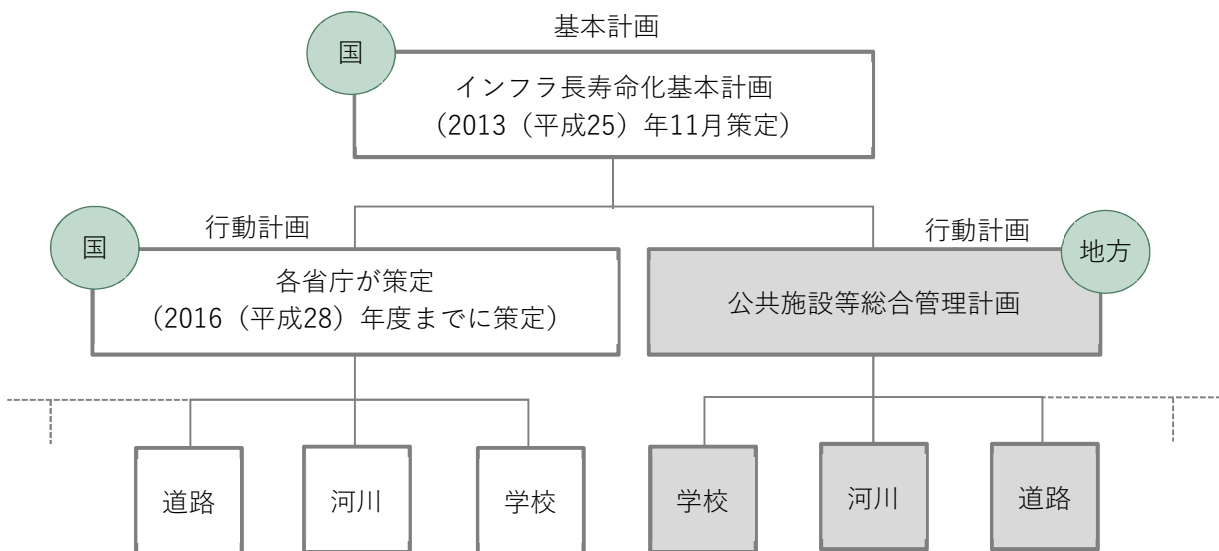 基本計画
国
インフラ長寿命化基本計画
（2013（平成25）年11月策定）
行動計画
国
各省庁が策定
（2016（平成28）年度までに策定）
行動計画
地方
公共施設等総合管理計画
道路
河川
学校
学校
河川
道路